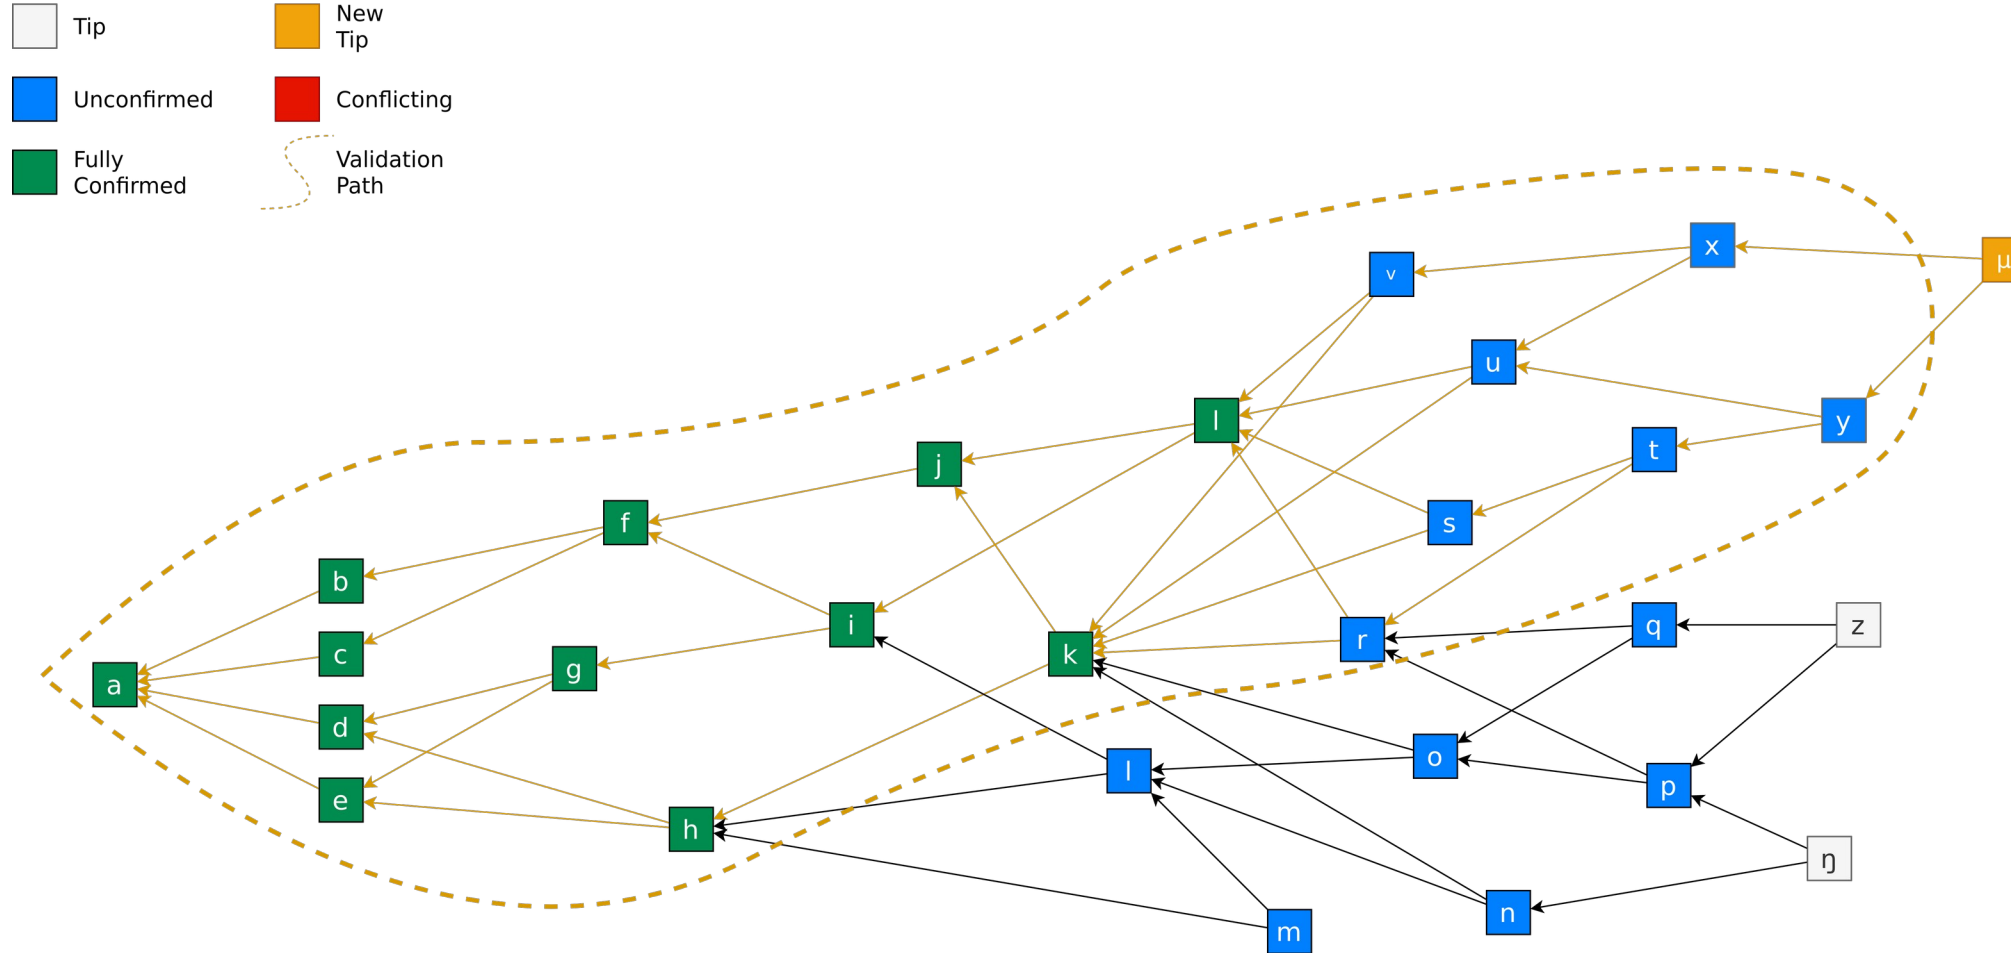 Tip
New
Tip
Unconfirmed
Conflicting
Fully
Confirmed
Validation
Path
x
μ
v
u
l
y
j
t
f
s
b
i
r
q
z
c
g
k
a
d
l
o
e
p
h
ŋ
n
m